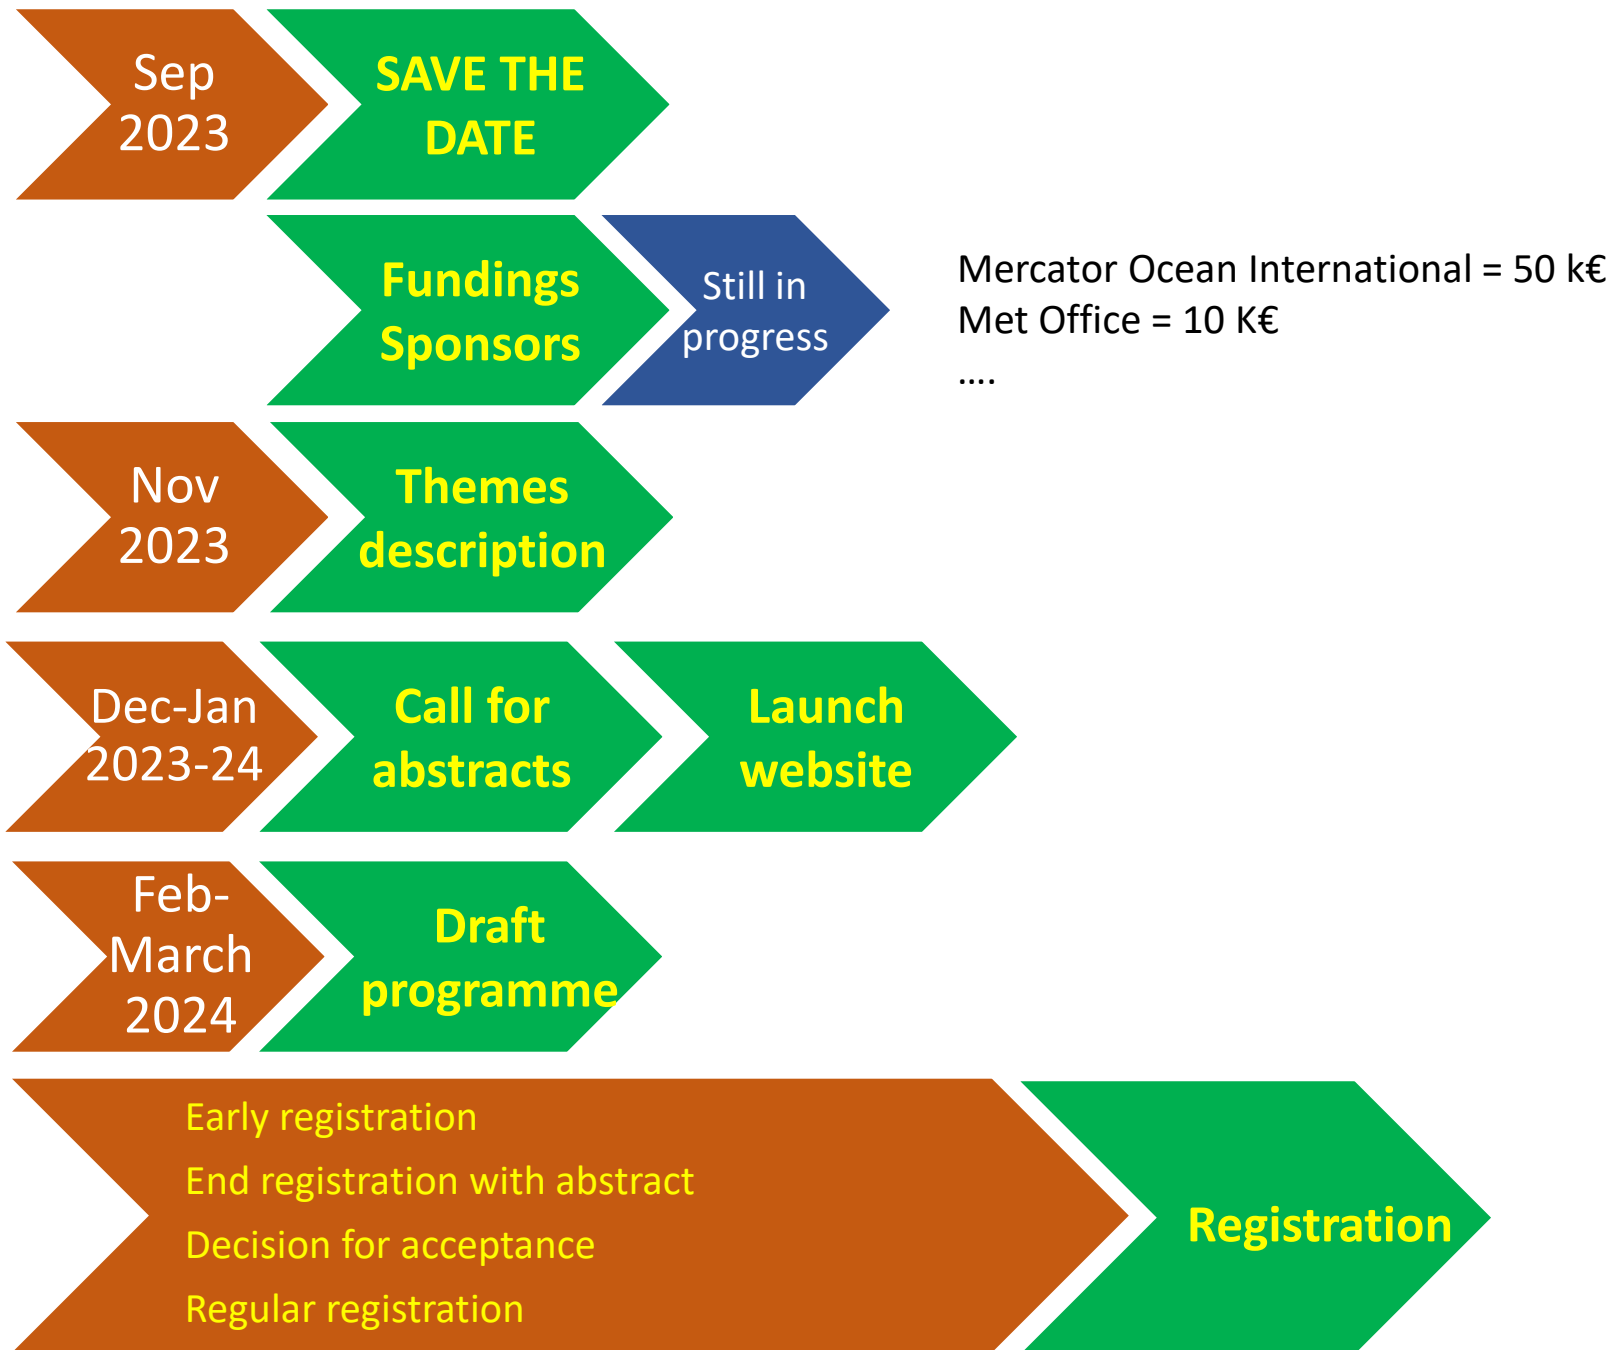 Sep
2023
SAVE THE
DATE
Fundings
Sponsors
Still in
progress
Mercator Ocean International = 50 k€
Met Office = 10 K€
....
Nov
2023
Themes
description
Dec-Jan
2023-24
Call for
abstracts
Launch
website
Feb-
March
2024
Draft
programme
Early registration
End registration with abstract
Decision for acceptance
Regular registration
Registration